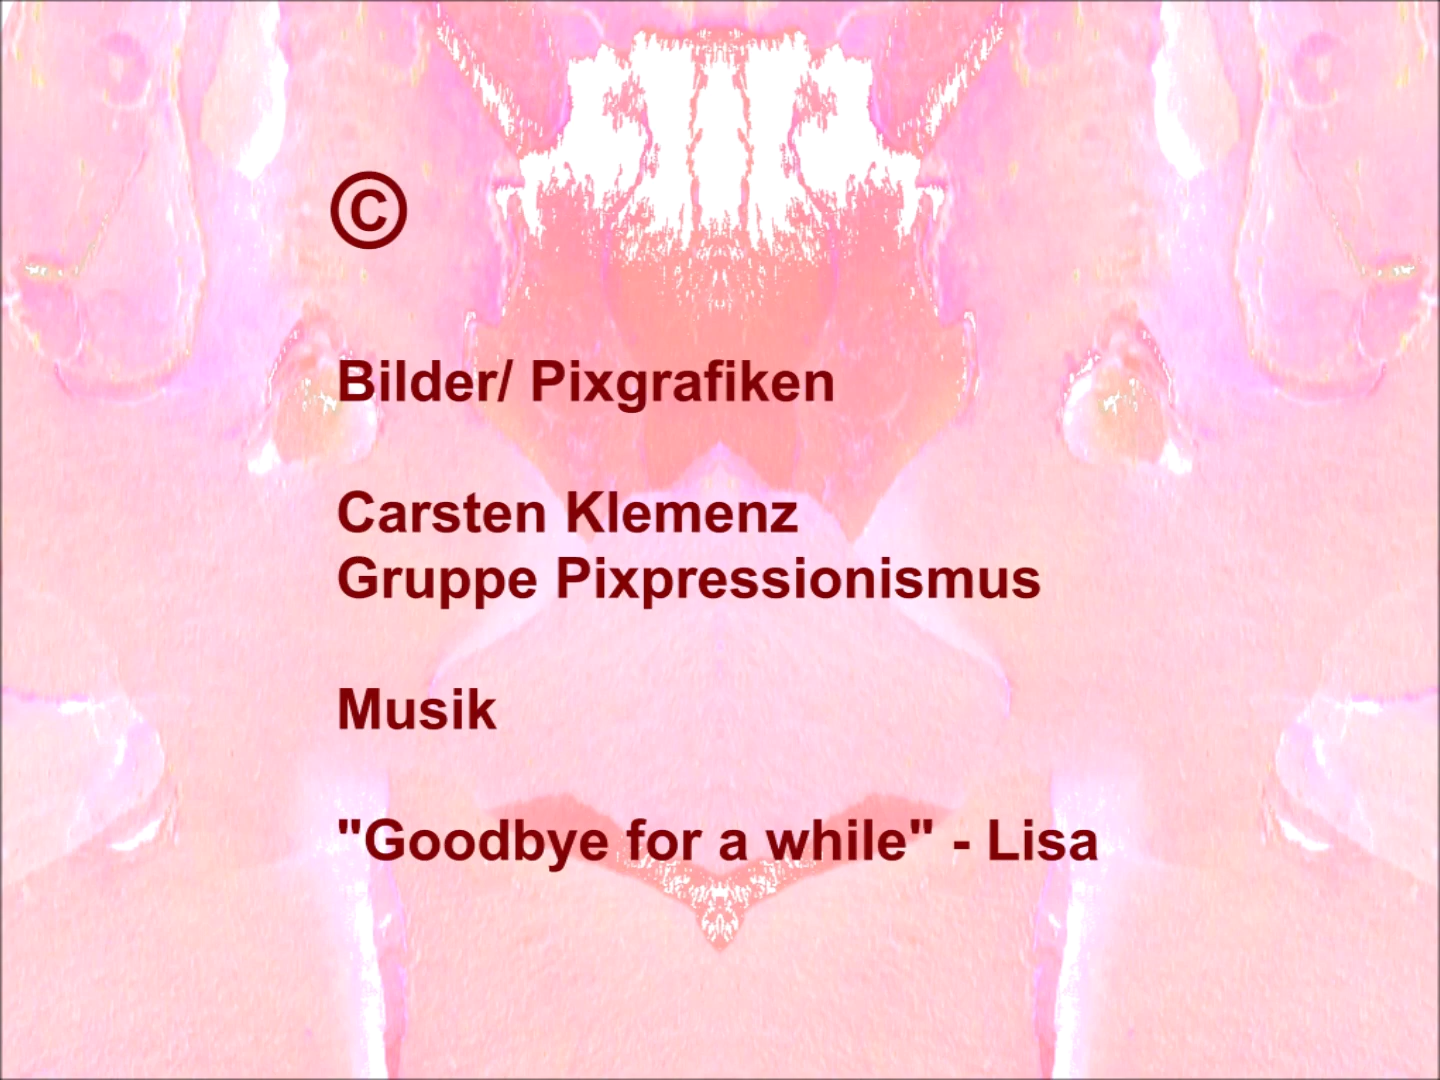 ©
Bilder/ Pixgrafiken
Carsten Klemenz
Gruppe Pixpressionismus
Musik
"Goodbye for a while" - Lisa